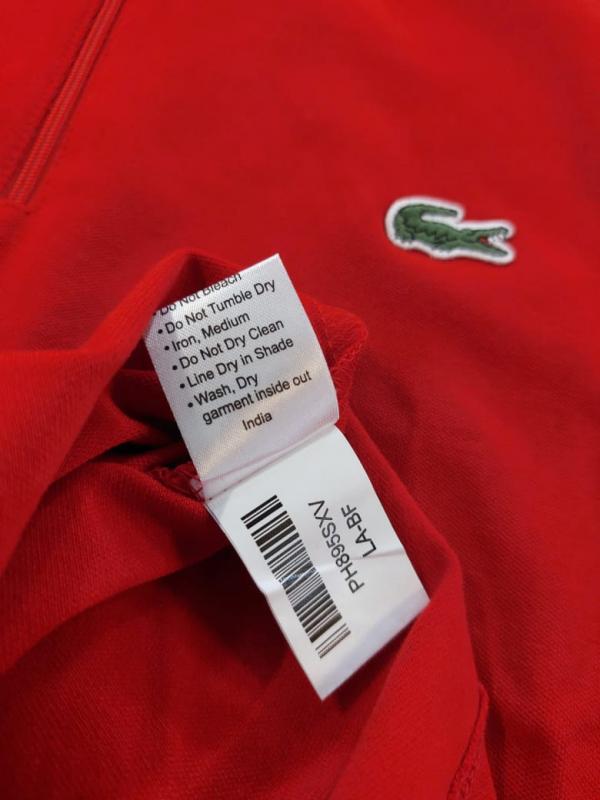 • Do Not Bleach
• Do Not Tumble Dry
• Iron, Medium
• Do Not Dry Clean
• Line Dry in Shade
• Wash, Dry
garment inside out
India
PH895SXV
LA-BF